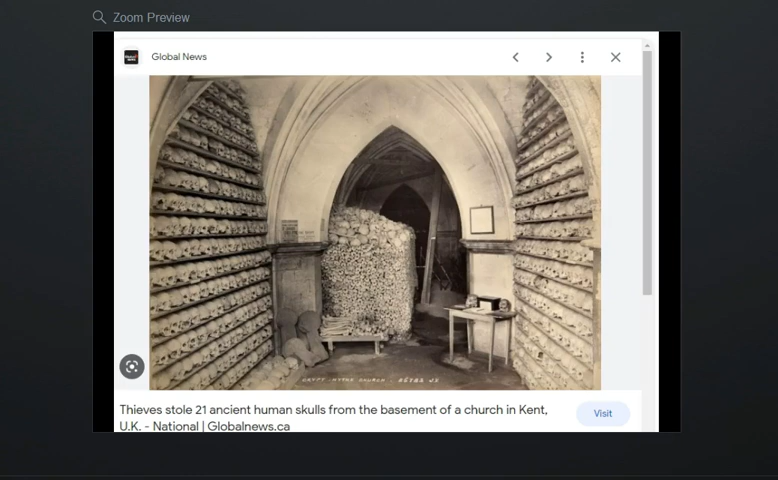 Zoom Preview
Global News
Thieves stole 21 ancient human skulls from the basement of a church in Kent,
U.K. - National | Globalnews.ca
Visit